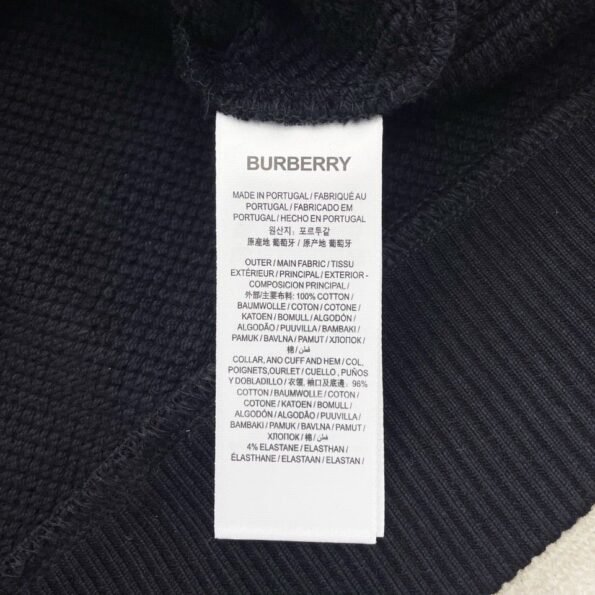 BURBERRY
MADE IN PORTUGAL / FABRIQUÉ AU
PORTUGAL / FABRICADO EM
PORTUGAL / HECHO EN PORTUGAL
원산지: 포르투갈
原産地 葡萄牙 / 原产地 葡萄牙
OUTER / MAIN FABRIC / TISSU
EXTÉRIEUR / PRINCIPAL / EXTERIOR -
COMPOSICION PRINCIPAL /
外部/主要布料: 100% COTTON /
BAUMWOLLE / COTON / COTONE /
KATOEN / BOMULL / ALGODÓN /
ALGODÃO / PUUVILLA / BAMBAKI /
PAMUK / BAVLNA / PAMUT / ХЛОПОК /
棉 / قطن /
COLLAR, ANO CUFF AND HEM / COL,
POIGNETS,OURLET / CUELLO , PUÑOS
Y DOBLADILLO / 衣領, 袖口及底邊: 96%
COTTON / BAUMWOLLE / COTON /
COTONE / KATOEN / BOMULL /
ALGODÓN / ALGODÃO / PUUVILLA /
BAMBAKI / PAMUK / BAVLNA / PAMUT /
ХЛОПОК / 棉 / قطن /
4% ELASTANE / ELASTHAN /
ÉLASTHANE / ELASTAAN / ELASTAN /